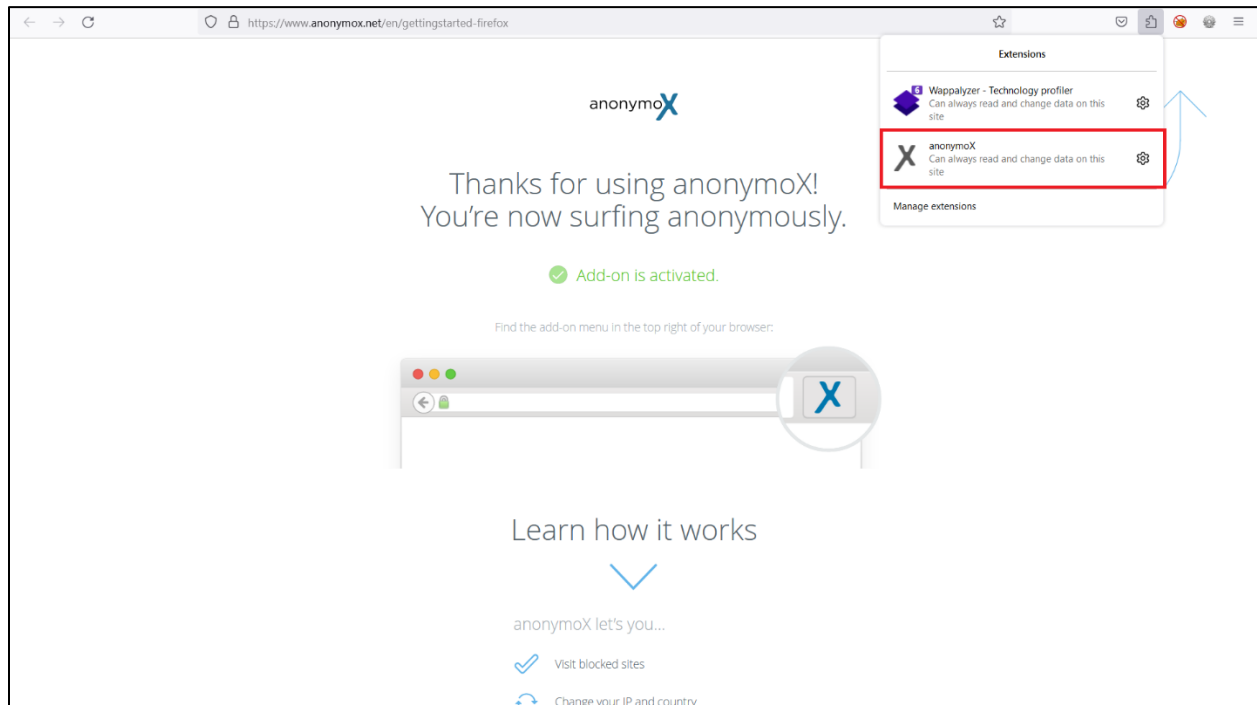 https://www.anonymox.net/en/gettingstarted-firefox
Extensions
6
Wappalyzer - Technology profiler
Can always read and change data on this
site
anonymoX
Can always read and change data on this
site
Manage extensions
anonymoX
Thanks for using anonymoX!
You're now surfing anonymously.
Add-on is activated.
Find the add-on menu in the top right of your browser:
X
Learn how it works
anonymoX let's you...
Visit blocked sites
Change your IP and country